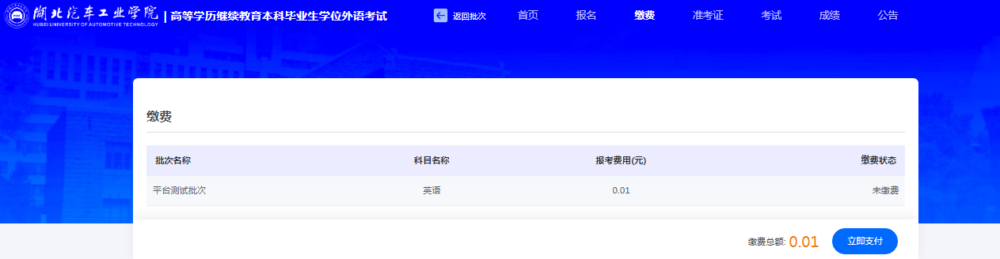 湖北汽车工业学院
HUBEI UNIVERSITY OF AUTOMOTIVE TECHNOLOGY
高等学历继续教育本科毕业生学位外语考试
返回批次 首页 报名 缴费 准考证 考试 成绩 公告
缴费
批次名称 科目名称 报考费用(元) 缴费状态
平台测试批次 英语 0.01 未缴费
缴费总额: 0.01 立即支付